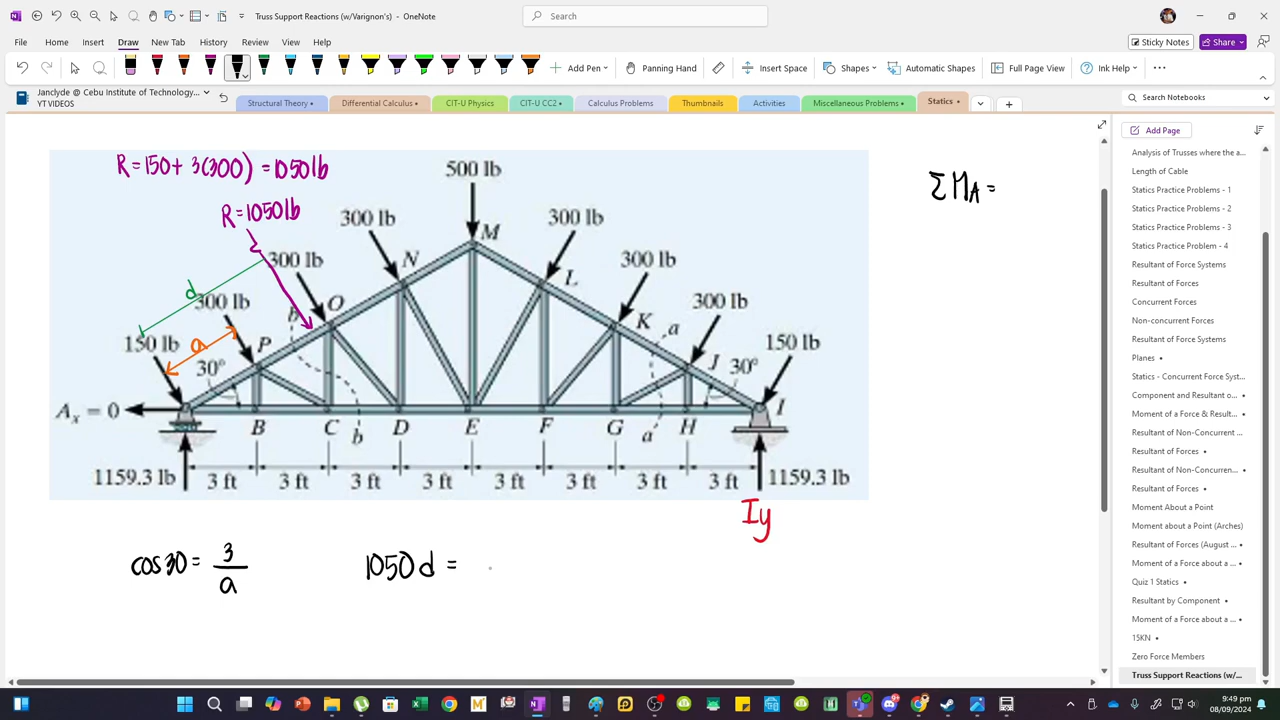 Truss Support Reactions (w/Varignon's) - OneNote
Search
File Home Insert Draw New Tab History Review View Help
Sticky Notes Share
Add Pen Panning Hand Insert Space Shapes Automatic Shapes Full Page View Ink Help
Janclyde @ Cebu Institute of Technology...
YT VIDEOS
Structural Theory • Differential Calculus • CIT-U Physics CIT-U CC2 • Calculus Problems Thumbnails Activities Miscellaneous Problems • Statics •
Search Notebooks
Add Page
Analysis of Trusses where the a...
Length of Cable
Statics Practice Problems - 1
Statics Practice Problems - 2
Statics Practice Problems - 3
Statics Practice Problem - 4
Resultant of Force Systems
Resultant of Forces
Concurrent Forces
Non-concurrent Forces
Resultant of Force Systems
Planes •
Statics - Concurrent Force Syst...
Component and Resultant o... •
Moment of a Force & Result... •
Resultant of Non-Concurrent ...
Resultant of Forces •
Resultant of Non-Concurren... •
Resultant of Forces •
Moment About a Point
Moment about a Point (Arches)
Resultant of Forces (August ... •
Moment of a Force about a ... •
Quiz 1 Statics •
Resultant by Component •
Moment of a Force about a ... •
15KN •
Zero Force Members
Truss Support Reactions (w/...
R = 150 + 3(300) = 1050 lb
R = 1050 lb
ΣM_A =
500 lb
300 lb 300 lb
M
300 lb N L 300 lb
d
300 lb O K 300 lb
b a
150 lb a P J 150 lb
30° 30°
A_x = 0 I
B C D E F G H
b a
1159.3 lb 3 ft 3 ft 3 ft 3 ft 3 ft 3 ft 3 ft 3 ft 1159.3 lb
Iy
cos30 = 3/a
1050d =
9:49 pm
08/09/2024